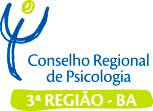 Conselho Regional
de Psicologia
3ª REGIÃO - BA